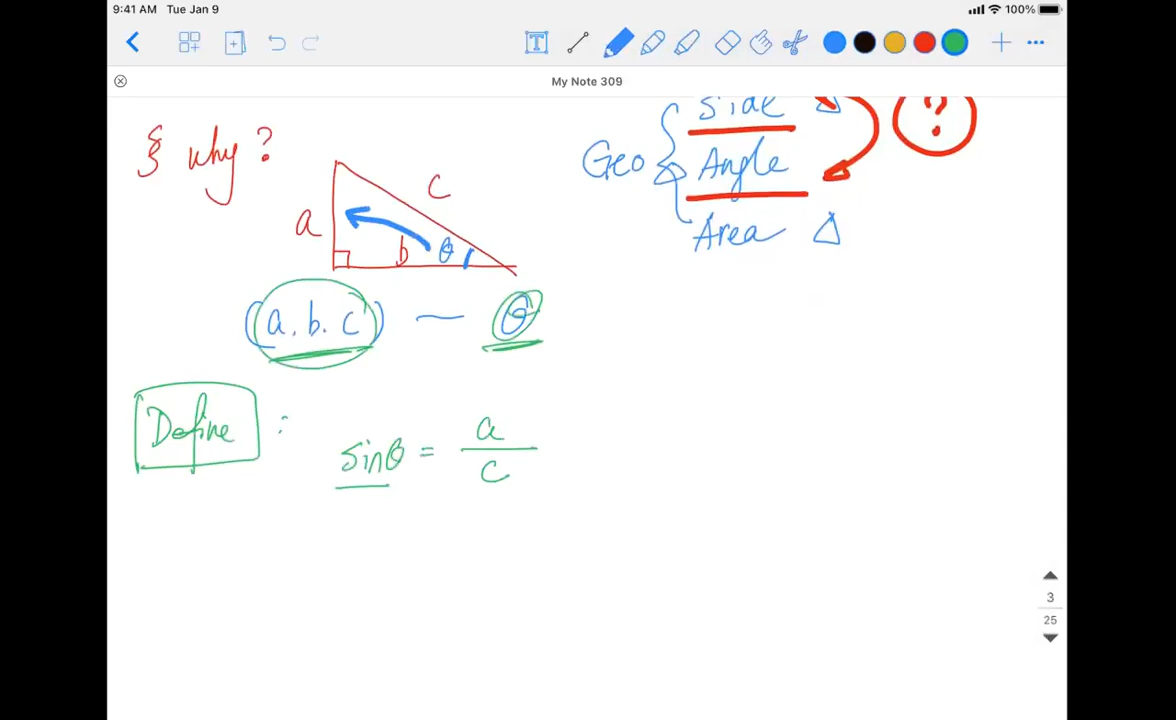 9:41 AM Tue Jan 9
100%
My Note 309
§ why?
a
b
c
θ
(a.b.c) — θ
Define :
sinθ = a/c
Geo
Side △
Angle
Area △
?
3
25